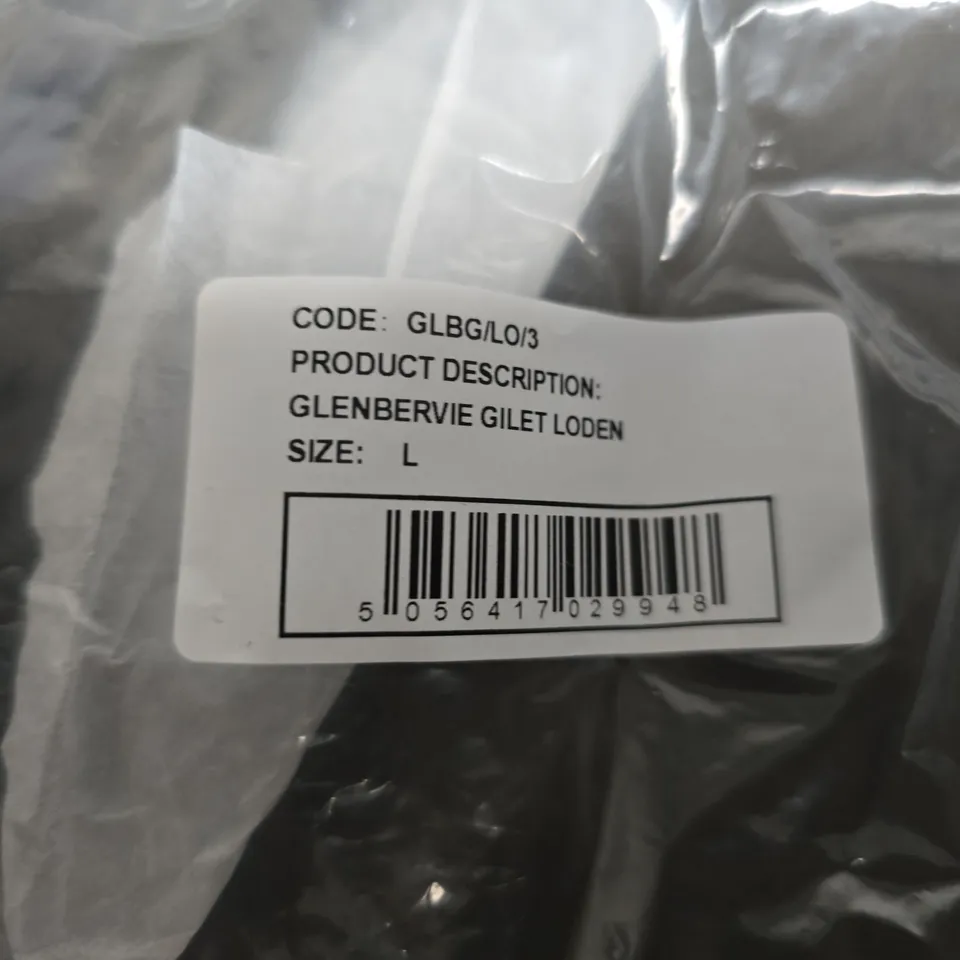 CODE: GLBG/LO/3
PRODUCT DESCRIPTION:
GLENBERVIE GILET LODEN
SIZE: L
5 056417 029948